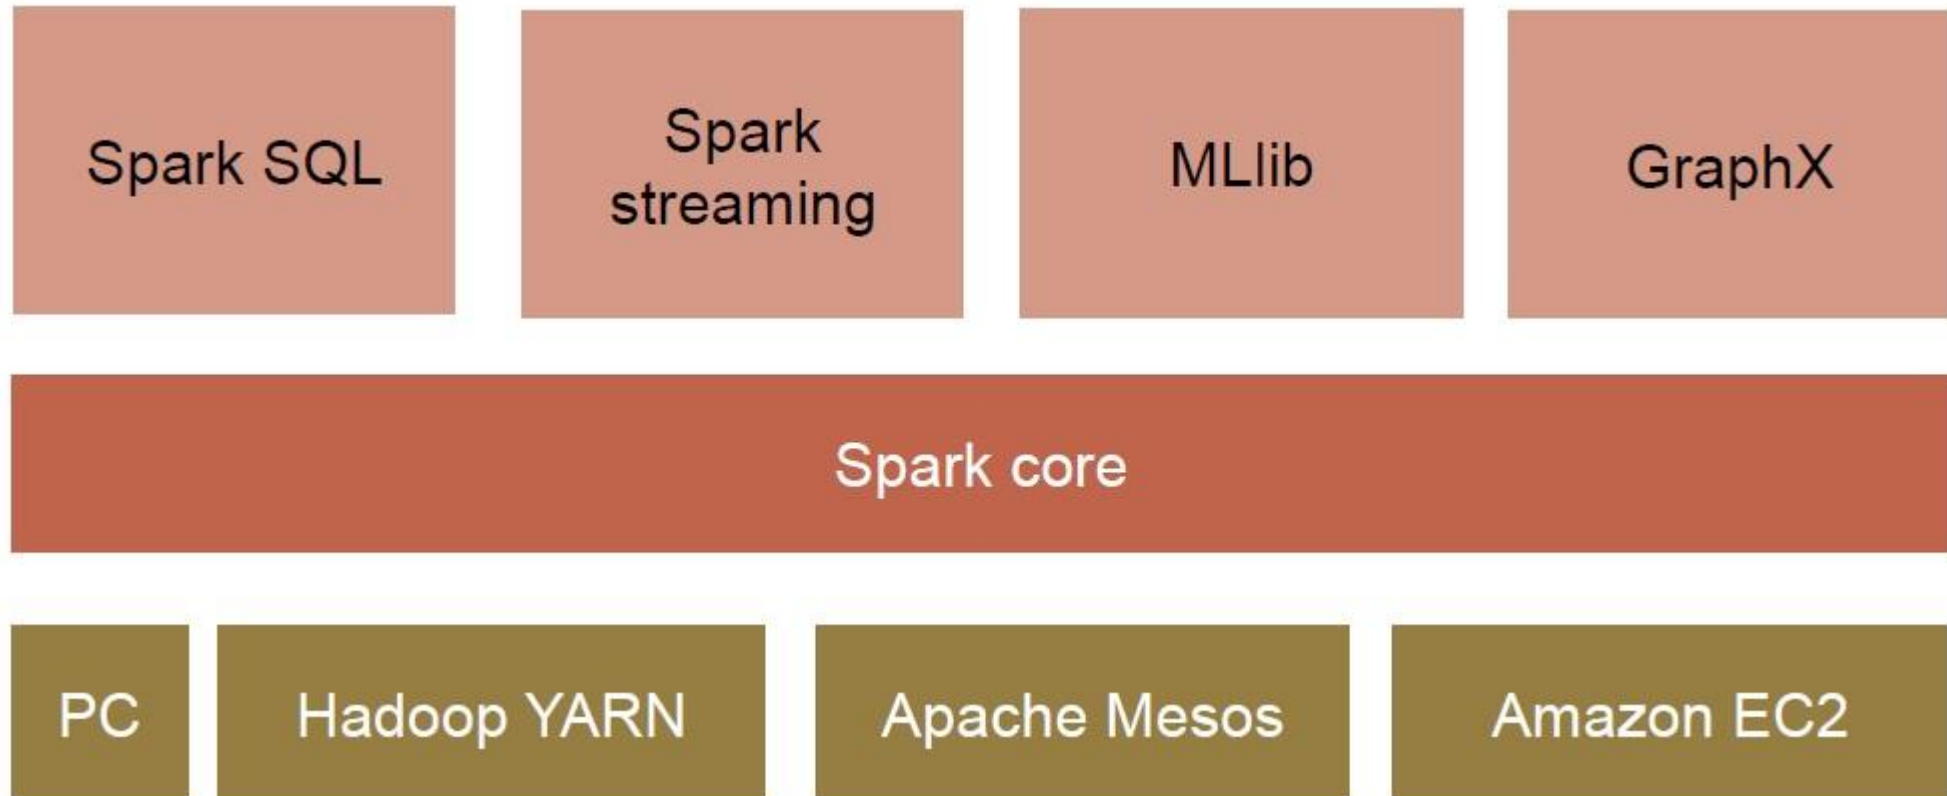 Spark SQL
Spark
streaming
MLlib
GraphX
Spark core
PC
Hadoop YARN
Apache Mesos
Amazon EC2